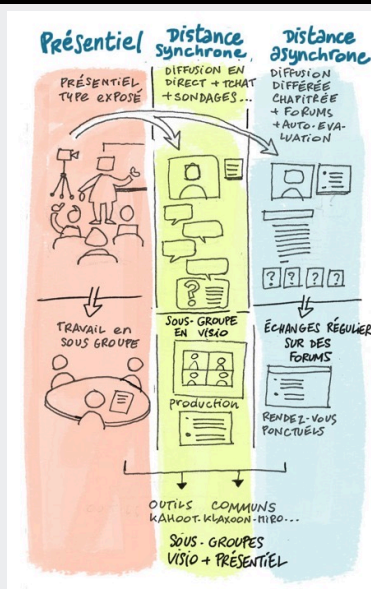 Présentiel
Distance
synchrone
Distance
asynchrone
PRÉSENTIEL
TYPE EXPOSÉ
DIFFUSION EN
DIRECT + TCHAT
+ SONDAGES...
DIFFUSION
DIFFÉRÉE
CHAPITRÉE
+ FORUMS
+ AUTO-EVA-
LUATION
?
? ? ? ?
TRAVAIL en
SOUS GROUPE
SOUS-GROUPE
EN VISIO
production
ÉCHANGES RÉGULIER
SUR DES
FORUMS
RENDEZ-VOUS
PONCTUELS
OUTILS COMMUNS
KAHOOT-KLAXOON-MIRO...
SOUS-GROUPES
VISIO + PRÉSENTIEL